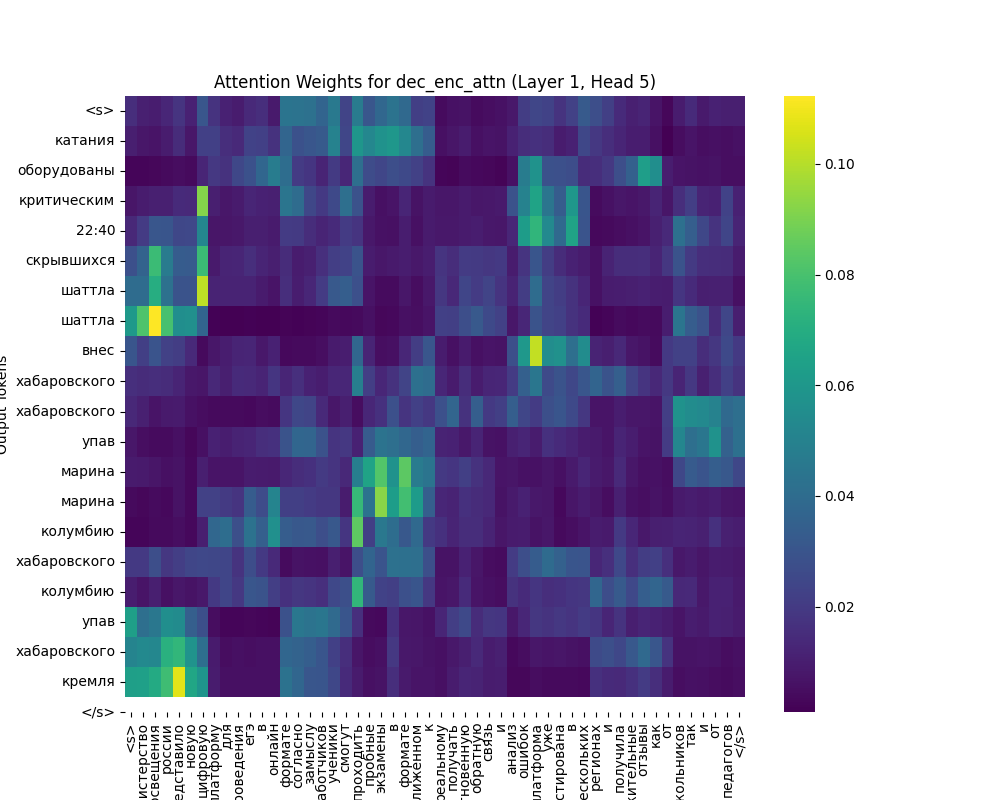 Attention Weights for dec_enc_attn (Layer 1, Head 5)
<s>
катания
оборудованы
критическим
22:40
скрывшихся
шаттла
шаттла
внес
хабаровского
хабаровского
упав
марина
марина
колумбию
хабаровского
колумбию
упав
хабаровского
кремля
</s>
Output Tokens
0.10
0.08
0.06
0.04
0.02
<s>
россии
новую
цифровую
для
егэ
в
онлайн
формате
согласно
замыслу
ученики
смогут
проходить
пробные
экзамены
в
формате
к
реальному
получать
обратную
связь
и
анализ
ошибок
уже
в
регионах
и
получила
отзывы
как
от
так
и
от
педагогов
</s>